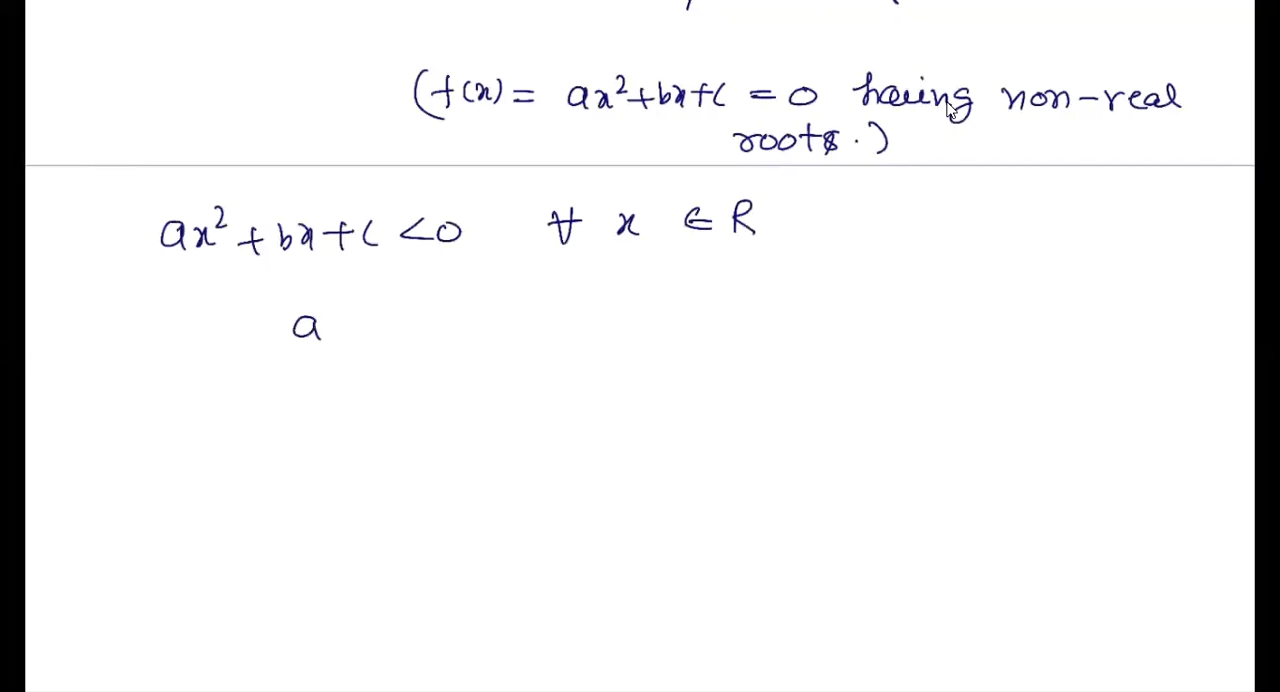 (f(x) = ax²+bx+c = 0 having non-real
roots.)
ax²+bx+c <0 ∀ x ∈ R
a